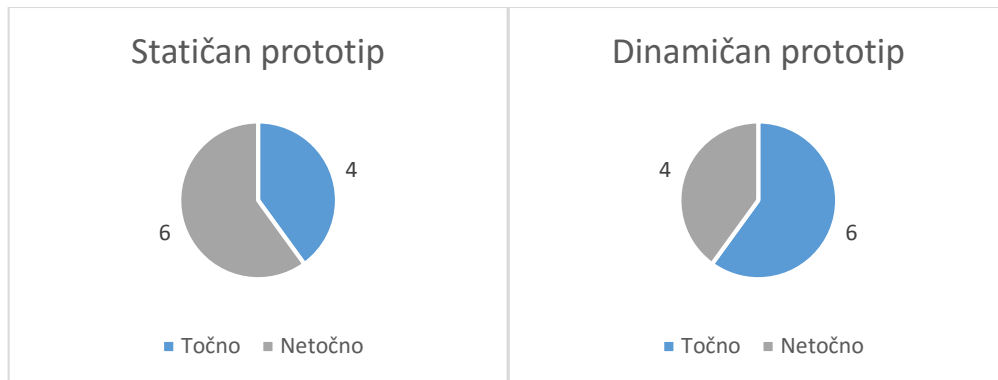 Statičan prototip
4
6
Točno Netočno
Dinamičan prototip
4
6
Točno Netočno